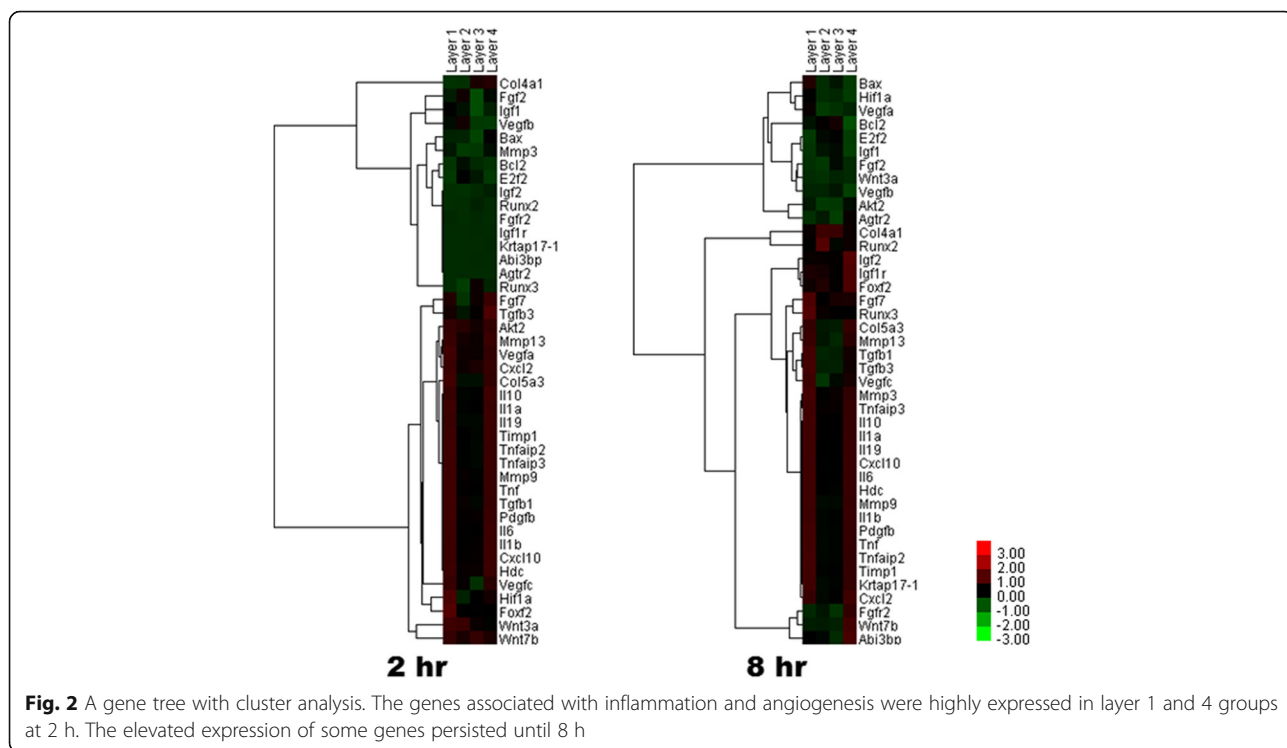 Layer 1
Layer 2
Layer 3
Layer 4
Col4a1
Fgf2
Igf1
Vegfb
Bax
Mmp3
Bcl2
E2f2
Igf2
Runx2
Fgfr2
Igf1r
Krtap17-1
Abi3bp
Agtr2
Runx3
Fgf7
Tgfb3
Akt2
Mmp13
Vegfa
Cxcl2
Col5a3
Il10
Il1a
Il19
Timp1
Tnfaip2
Tnfaip3
Mmp9
Tnf
Tgfb1
Pdgfb
Il6
Il1b
Cxcl10
Hdc
Vegfc
Hif1a
Foxf2
Wnt3a
Wnt7b
2 hr
Layer 1
Layer 2
Layer 3
Layer 4
Bax
Hif1a
Vegfa
Bcl2
E2f2
Igf1
Fgf2
Wnt3a
Vegfb
Akt2
Agtr2
Col4a1
Runx2
Igf2
Igf1r
Foxf2
Fgf7
Runx3
Col5a3
Mmp13
Tgfb1
Tgfb3
Vegfc
Mmp3
Tnfaip3
Il10
Il1a
Il19
Cxcl10
Il6
Hdc
Mmp9
Il1b
Pdgfb
Tnf
Tnfaip2
Timp1
Krtap17-1
Cxcl2
Fgfr2
Wnt7b
Abi3bp
8 hr
3.00
2.00
1.00
0.00
-1.00
-2.00
-3.00
Fig. 2 A gene tree with cluster analysis. The genes associated with inflammation and angiogenesis were highly expressed in layer 1 and 4 groups
at 2 h. The elevated expression of some genes persisted until 8 h